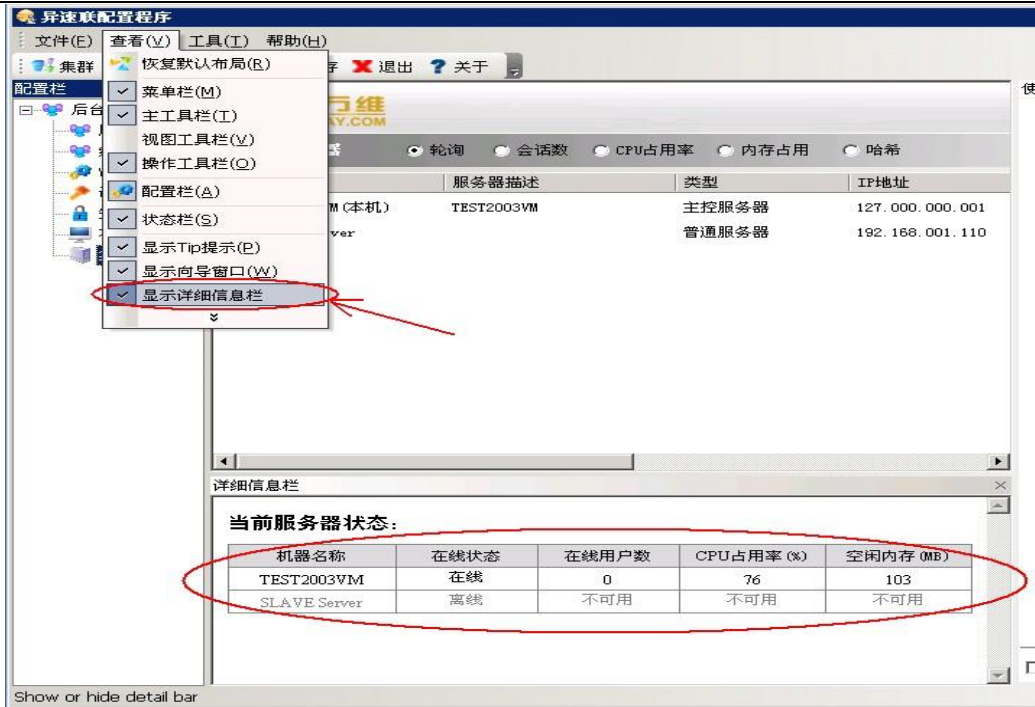 异速联配置程序
文件(E) 查看(V) 工具(T) 帮助(H)
集群 退出 ? 关于
配置栏
恢复默认布局(R)
菜单栏(M)
主工具栏(T)
视图工具栏(V)
操作工具栏(O)
配置栏(A)
状态栏(S)
显示Tip提示(P)
显示向导窗口(W)
显示详细信息栏
后台
万维
AY.COM
轮询 会话数 CPU占用率 内存占用 哈希
服务器描述 类型 IP地址
M(本机) TEST2003VM 主控服务器 127.000.000.001
ver 普通服务器 192.168.001.110
详细信息栏
当前服务器状态:
机器名称 在线状态 在线用户数 CPU占用率(%) 空闲内存(MB)
TEST2003VM 在线 0 76 103
SLAVE Server 离线 不可用 不可用 不可用
Show or hide detail bar